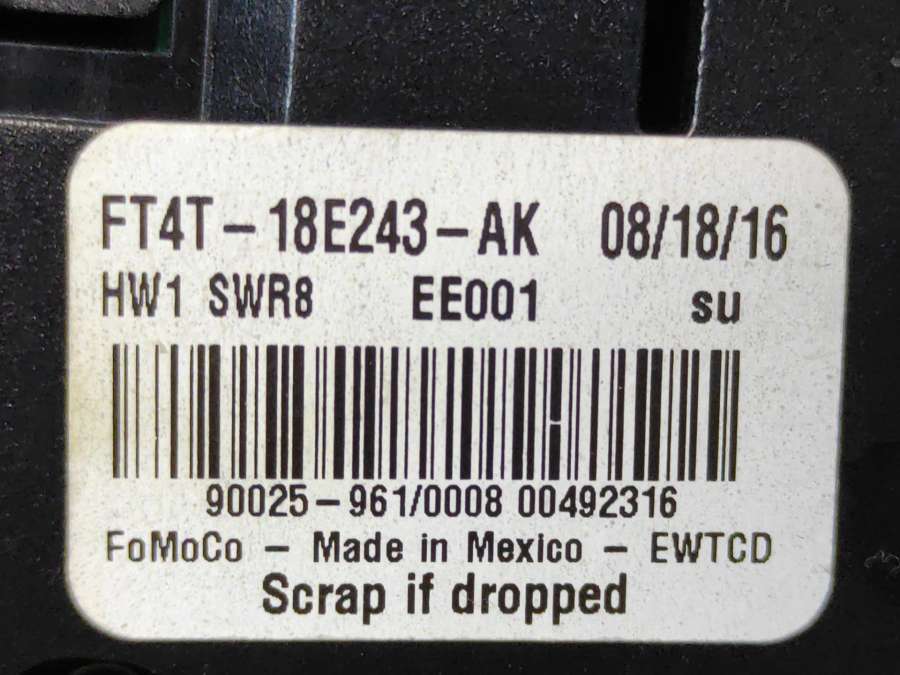 FT4T-18E243-AK 08/18/16
HW1 SWR8 EE001 su
90025-961/0008 00492316
FoMoCo - Made in Mexico - EWTCD
Scrap if dropped